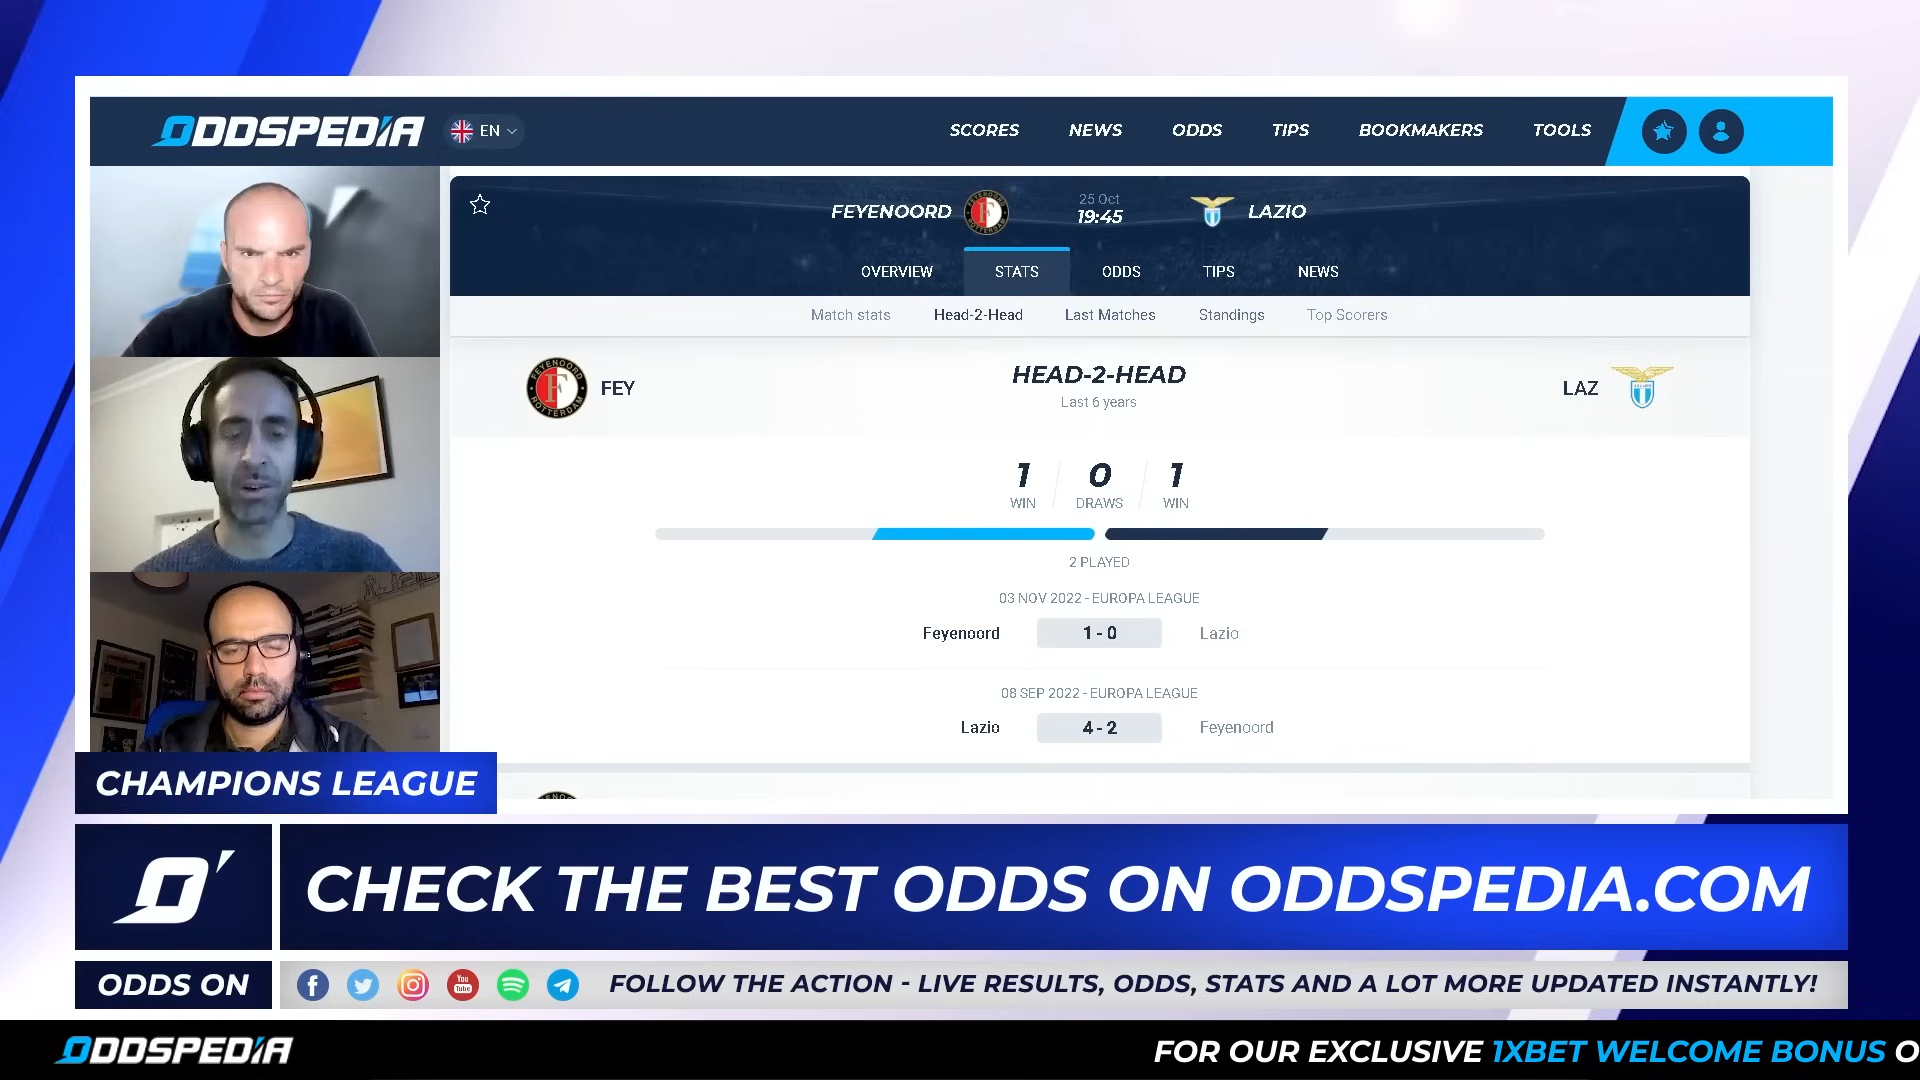 ODDSPEDIA
EN
SCORES
NEWS
ODDS
TIPS
BOOKMAKERS
TOOLS
FEYENOORD
25 Oct
19:45
LAZIO
OVERVIEW
STATS
ODDS
TIPS
NEWS
Match stats
Head-2-Head
Last Matches
Standings
Top Scorers
FEY
HEAD-2-HEAD
Last 6 years
LAZ
1
WIN
0
DRAWS
1
WIN
2 PLAYED
03 NOV 2022 - EUROPA LEAGUE
Feyenoord 1 - 0 Lazio
08 SEP 2022 - EUROPA LEAGUE
Lazio 4 - 2 Feyenoord
CHAMPIONS LEAGUE
CHECK THE BEST ODDS ON ODDSPEDIA.COM
ODDS ON
FOLLOW THE ACTION - LIVE RESULTS, ODDS, STATS AND A LOT MORE UPDATED INSTANTLY!
ODDSPEDIA
FOR OUR EXCLUSIVE 1XBET WELCOME BONUS O